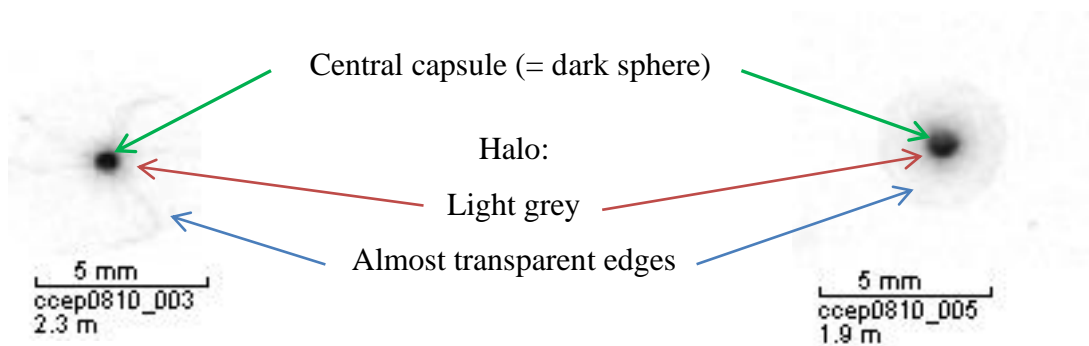 Central capsule (= dark sphere)
Halo:
Light grey
Almost transparent edges
5 mm
ccep0810_003
2.3 m
5 mm
ccep0810_005
1.9 m